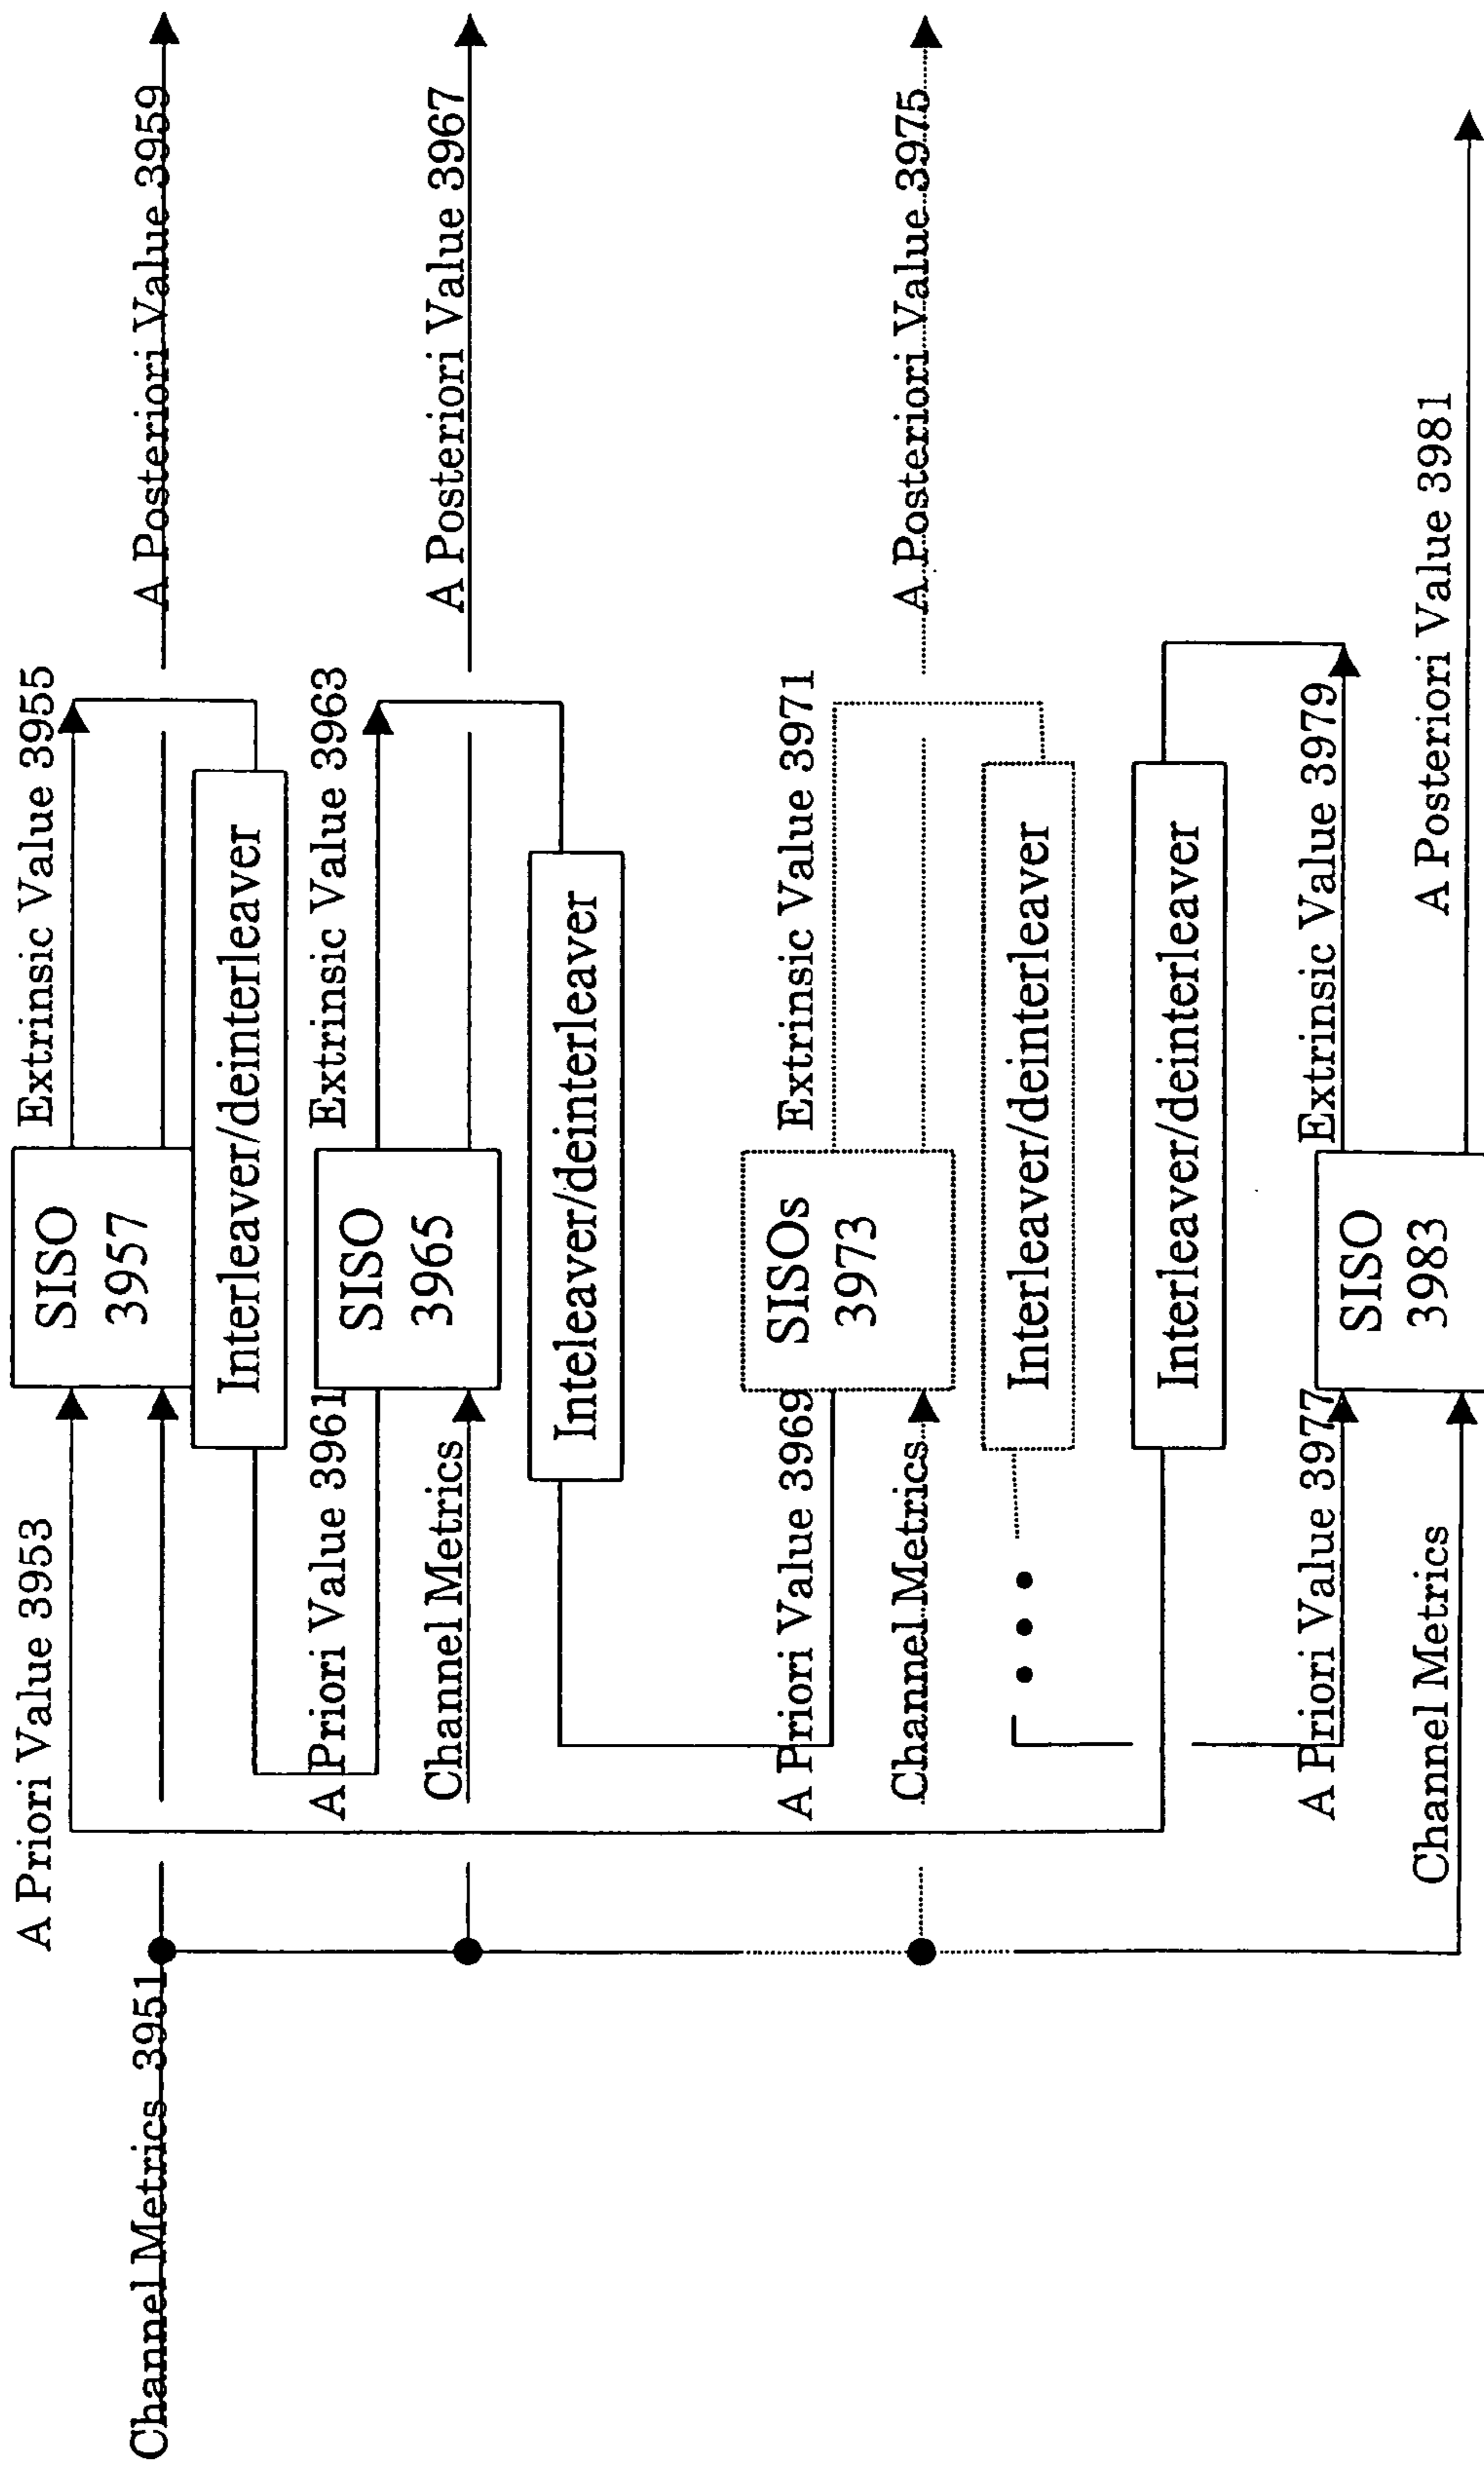 Channel Metrics 3951
A Priori Value 3953
SISO
3957
Extrinsic Value 3955
A Posteriori Value 3959
Interleaver/deinterleaver
A Priori Value 3961
Channel Metrics
SISO
3965
Extrinsic Value 3963
A Posteriori Value 3967
Inteleaver/deinterleaver
A Priori Value 3969
Channel Metrics
SISOs
3973
Extrinsic Value 3971
A Posteriori Value 3975
Interleaver/deinterleaver
Interleaver/deinterleaver
A Priori Value 3977
Channel Metrics
SISO
3983
Extrinsic Value 3979
A Posteriori Value 3981